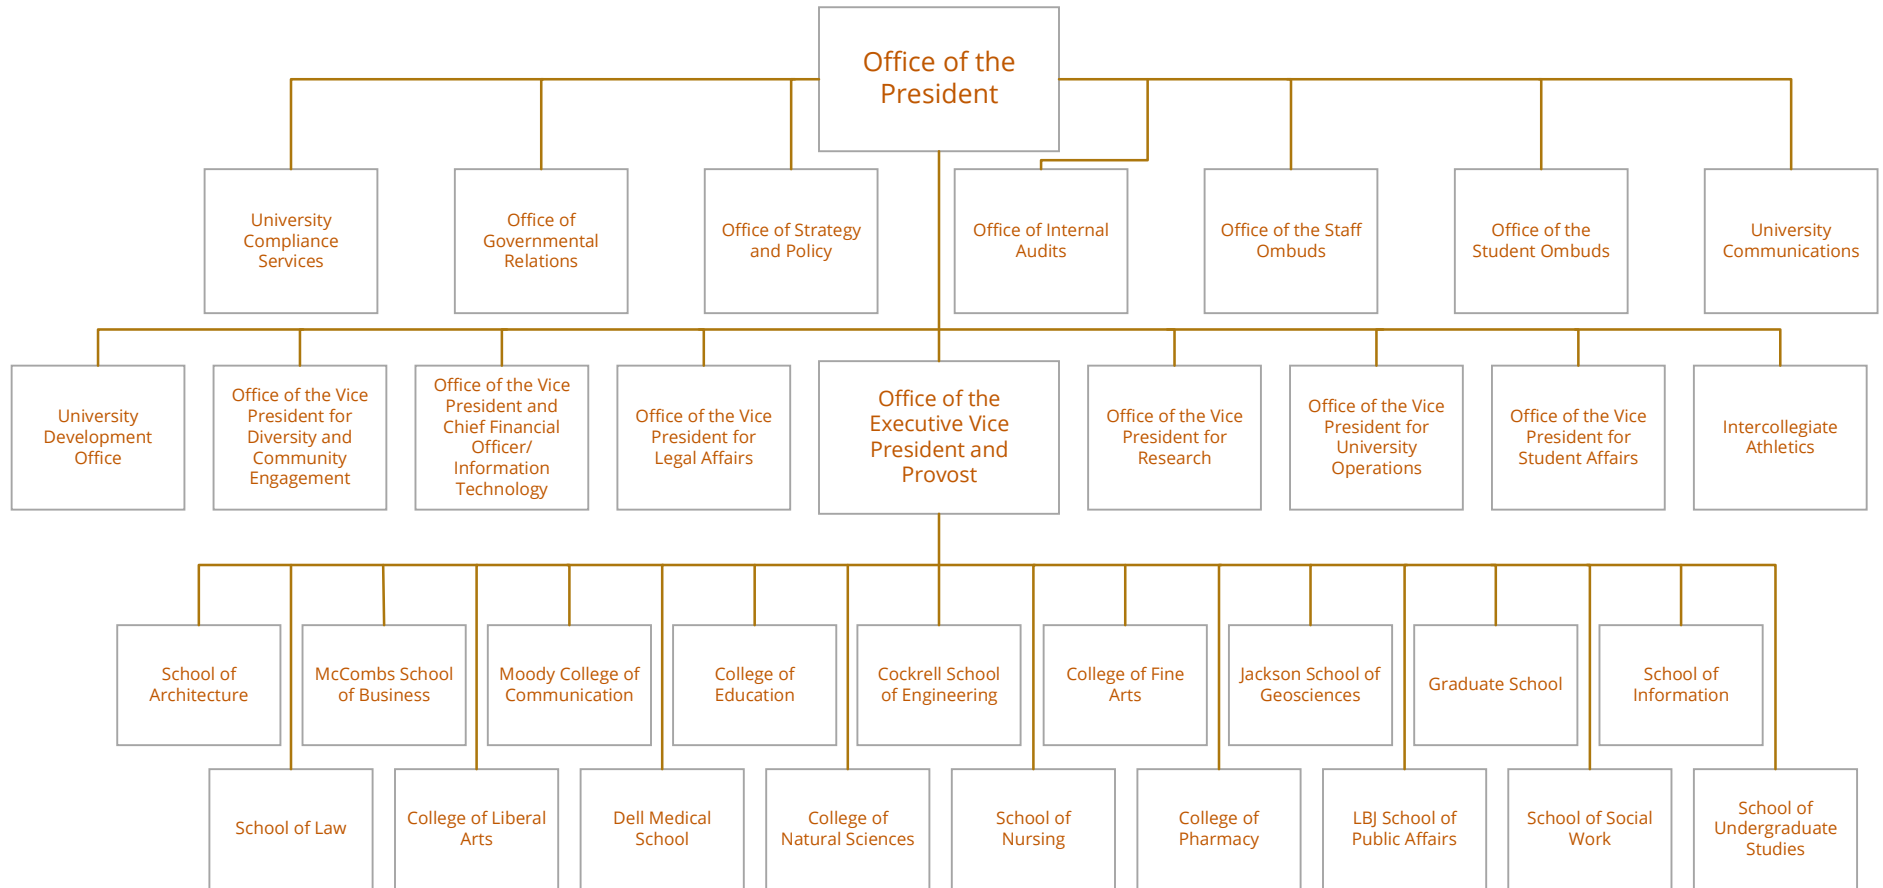 Office of the
President
University
Compliance
Services
Office of
Governmental
Relations
Office of Strategy
and Policy
Office of Internal
Audits
Office of the Staff
Ombuds
Office of the
Student Ombuds
University
Communications
University
Development
Office
Office of the Vice
President for
Diversity and
Community
Engagement
Office of the Vice
President and
Chief Financial
Officer/
Information
Technology
Office of the Vice
President for
Legal Affairs
Office of the
Executive Vice
President and
Provost
Office of the Vice
President for
Research
Office of the Vice
President for
University
Operations
Office of the Vice
President for
Student Affairs
Intercollegiate
Athletics
School of
Architecture
McCombs School
of Business
Moody College of
Communication
College of
Education
Cockrell School
of Engineering
College of Fine
Arts
Jackson School of
Geosciences
Graduate School
School of
Information
School of Law
College of Liberal
Arts
Dell Medical
School
College of
Natural Sciences
School of
Nursing
College of
Pharmacy
LBJ School of
Public Affairs
School of Social
Work
School of
Undergraduate
Studies